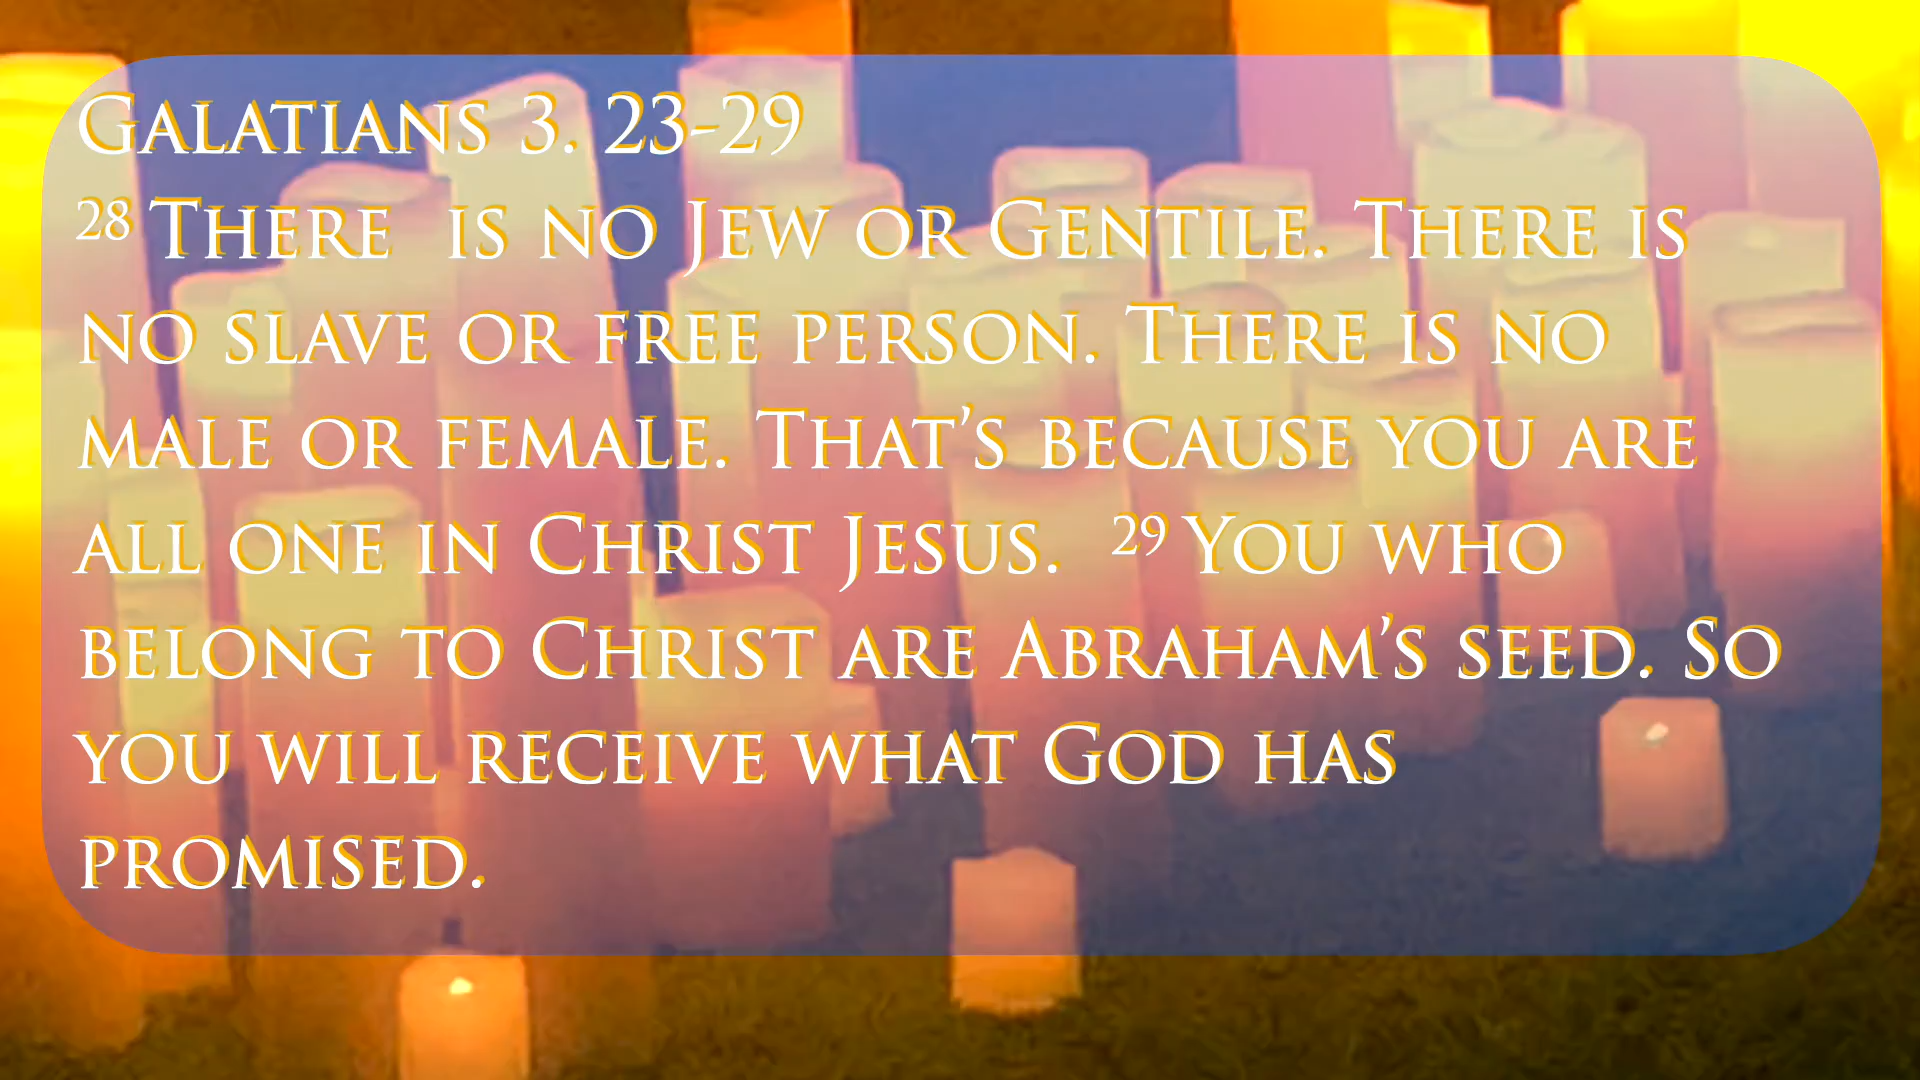 Galatians 3. 23-29
28 There is no Jew or Gentile. There is
no slave or free person. There is no
male or female. That’s because you are
all one in Christ Jesus. 29 You who
belong to Christ are Abraham’s seed. So
you will receive what God has
promised.